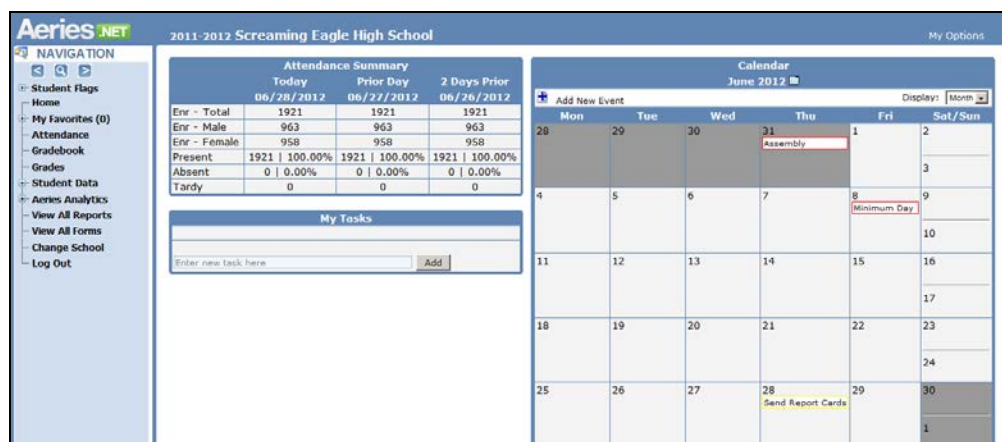 Aeries.NET
2011-2012 Screaming Eagle High School
My Options
NAVIGATION
Student Flags
Home
My Favorites (0)
Attendance
Gradebook
Grades
Student Data
Aeries Analytics
View All Reports
View All Forms
Change School
Log Out
Attendance Summary
Today Prior Day 2 Days Prior
06/28/2012 06/27/2012 06/26/2012
Enr - Total 1921 1921 1921
Enr - Male 963 963 963
Enr - Female 958 958 958
Present 1921 | 100.00% 1921 | 100.00% 1921 | 100.00%
Absent 0 | 0.00% 0 | 0.00% 0 | 0.00%
Tardy 0 0 0
My Tasks
Enter new task here Add
Calendar
June 2012
Add New Event Display: Month
Mon Tue Wed Thu Fri Sat/Sun
28 29 30 31 1 2
Assembly
3
4 5 6 7 8 9
Minimum Day
10
11 12 13 14 15 16
17
18 19 20 21 22 23
24
25 26 27 28 29 30
Send Report Cards
1